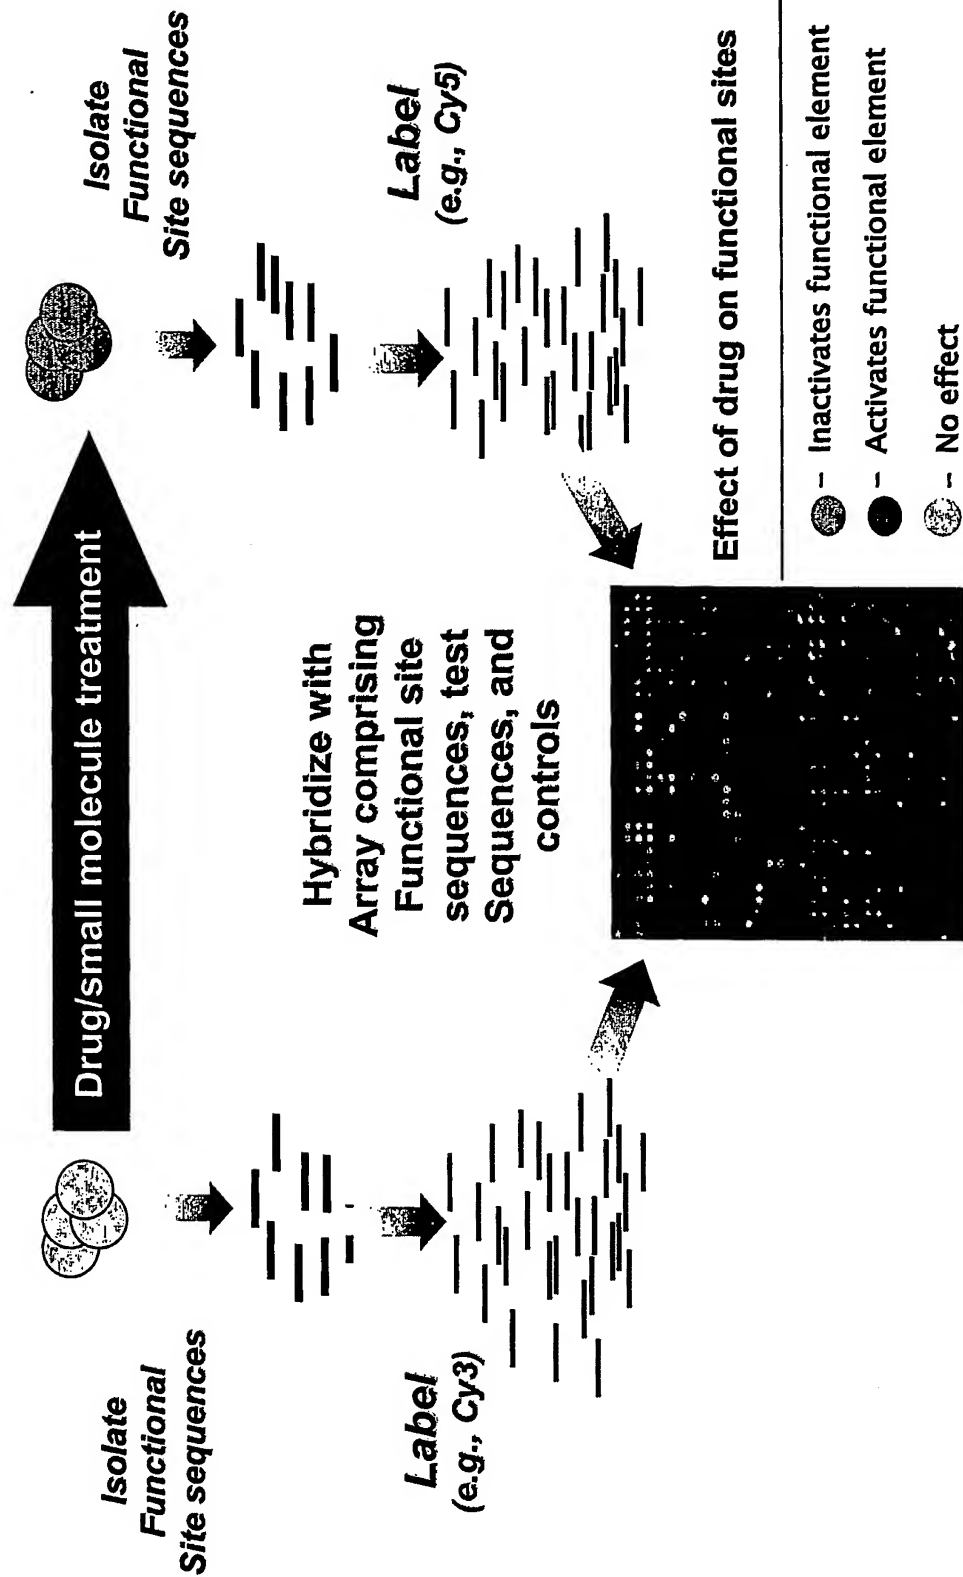 Drug/small molecule treatment
Isolate
Functional
Site sequences
Label
(e.g., Cy3)
Isolate
Functional
Site sequences
Label
(e.g., Cy5)
Hybridize with
Array comprising
Functional site
sequences, test
Sequences, and
controls
Effect of drug on functional sites
– Inactivates functional element
– Activates functional element
– No effect